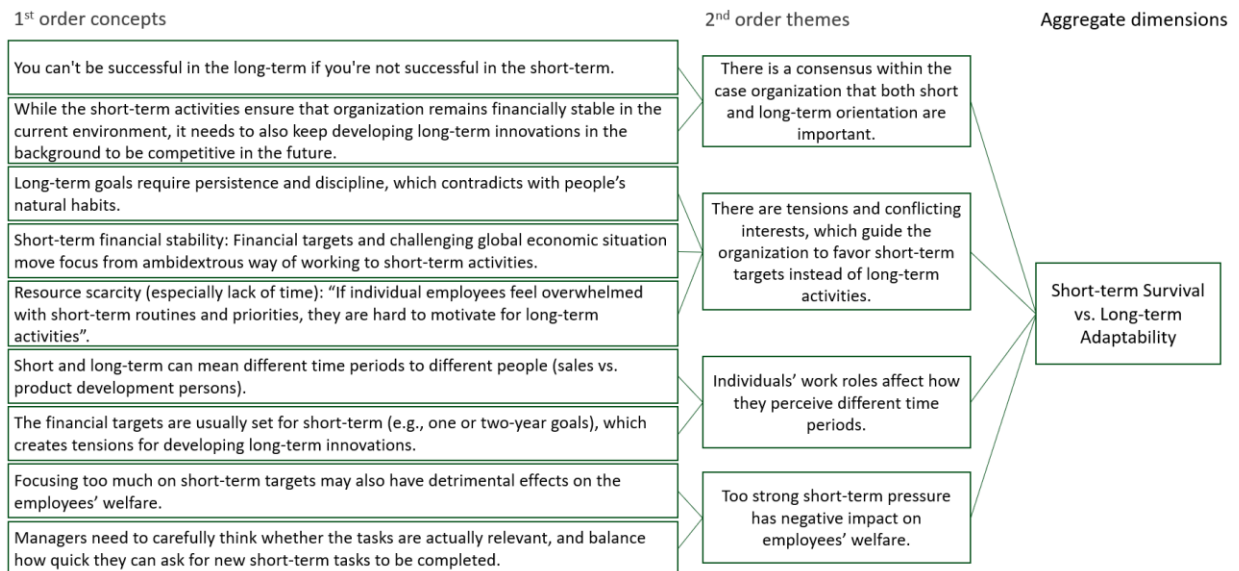 1st order concepts
2nd order themes
Aggregate dimensions
You can't be successful in the long-term if you're not successful in the short-term.
While the short-term activities ensure that organization remains financially stable in the
current environment, it needs to also keep developing long-term innovations in the
background to be competitive in the future.
Long-term goals require persistence and discipline, which contradicts with people's
natural habits.
Short-term financial stability: Financial targets and challenging global economic situation
move focus from ambidextrous way of working to short-term activities.
Resource scarcity (especially lack of time): “If individual employees feel overwhelmed
with short-term routines and priorities, they are hard to motivate for long-term
activities”.
Short and long-term can mean different time periods to different people (sales vs.
product development persons).
The financial targets are usually set for short-term (e.g., one or two-year goals), which
creates tensions for developing long-term innovations.
Focusing too much on short-term targets may also have detrimental effects on the
employees’ welfare.
Managers need to carefully think whether the tasks are actually relevant, and balance
how quick they can ask for new short-term tasks to be completed.
There is a consensus within the
case organization that both short
and long-term orientation are
important.
There are tensions and conflicting
interests, which guide the
organization to favor short-term
targets instead of long-term
activities.
Individuals’ work roles affect how
they perceive different time
periods.
Too strong short-term pressure
has negative impact on
employees’ welfare.
Short-term Survival
vs. Long-term
Adaptability